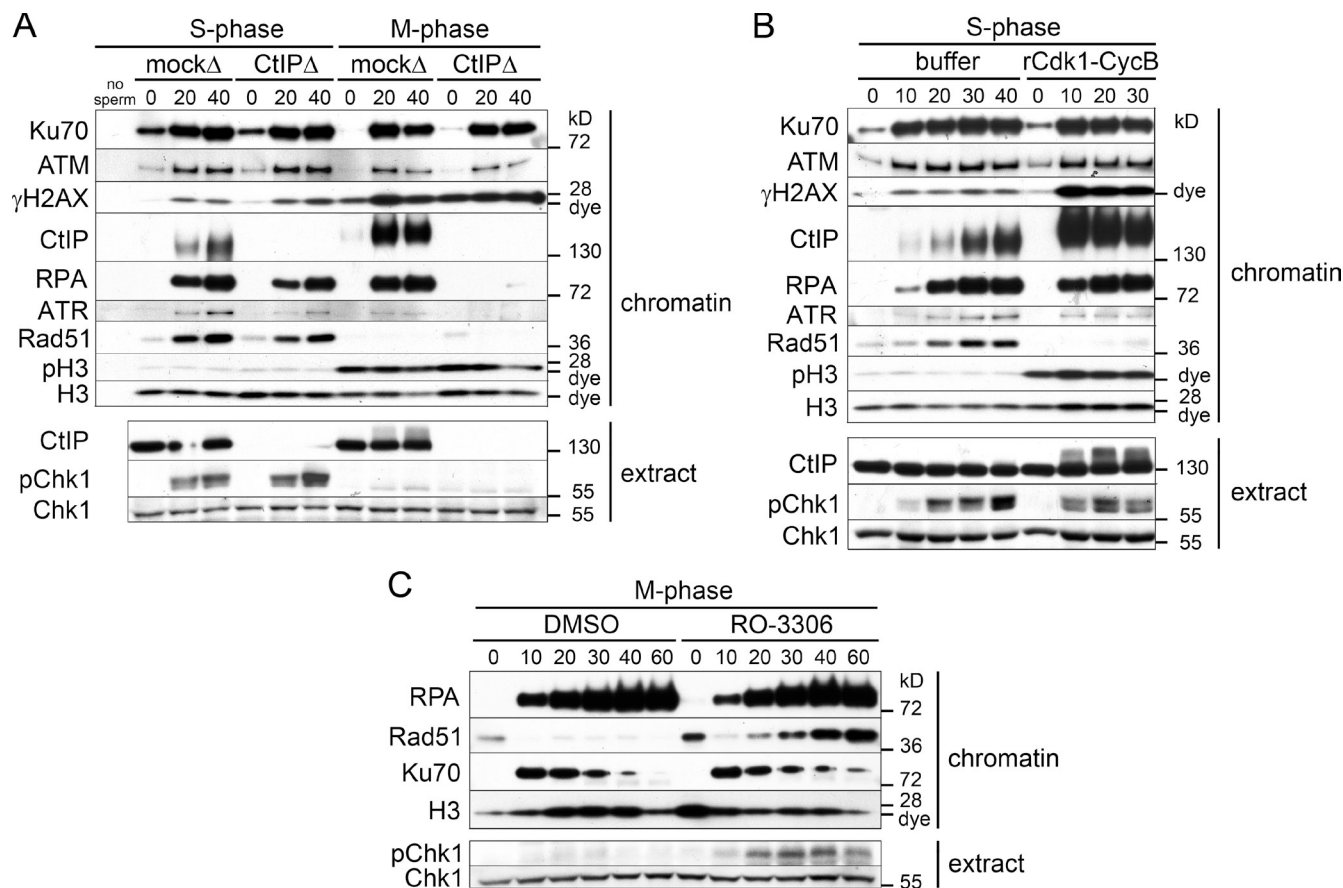 A
S-phase M-phase
mockΔ CtIPΔ mockΔ CtIPΔ
no sperm 0 20 40 0 20 40 0 20 40 0 20 40 kD
Ku70 72
ATM
γH2AX 28 dye
CtIP 130
RPA 72
ATR
Rad51 36
pH3 28 dye
H3 dye
chromatin
CtIP 130
pChk1 55
Chk1 55
extract
B
S-phase
buffer rCdk1-CycB
0 10 20 30 40 0 10 20 30
Ku70 kD
ATM
γH2AX dye
CtIP 130
RPA 72
ATR
Rad51 36
pH3 dye
H3 28 dye
chromatin
CtIP 130
pChk1 55
Chk1 55
extract
C
M-phase
DMSO RO-3306
0 10 20 30 40 60 0 10 20 30 40 60 kD
RPA 72
Rad51 36
Ku70 72
H3 28 dye
chromatin
pChk1
Chk1 55
extract